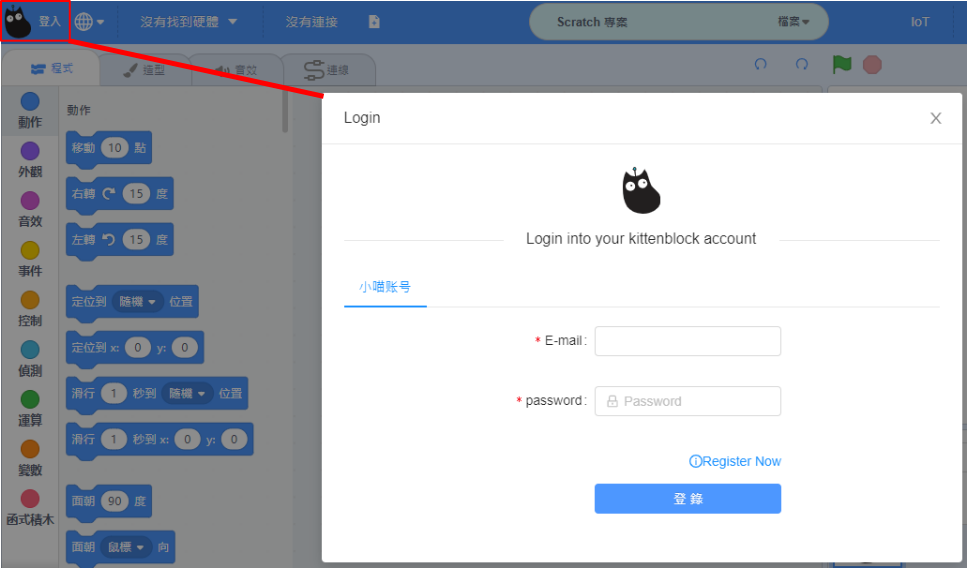 登入 沒有找到硬體 沒有連接 Scratch 專案 檔案 IoT
程式 造型 音效 連線
動作
外觀
音效
事件
控制
偵測
運算
變數
函式積木
動作
移動 10 點
右轉 15 度
左轉 15 度
定位到 隨機 位置
定位到 x: 0 y: 0
滑行 1 秒到 隨機 位置
滑行 1 秒到 x: 0 y: 0
面朝 90 度
面朝 鼠標 向
Login
Login into your kittenblock account
小喵账号
* E-mail:
* password: Password
Register Now
登 錄